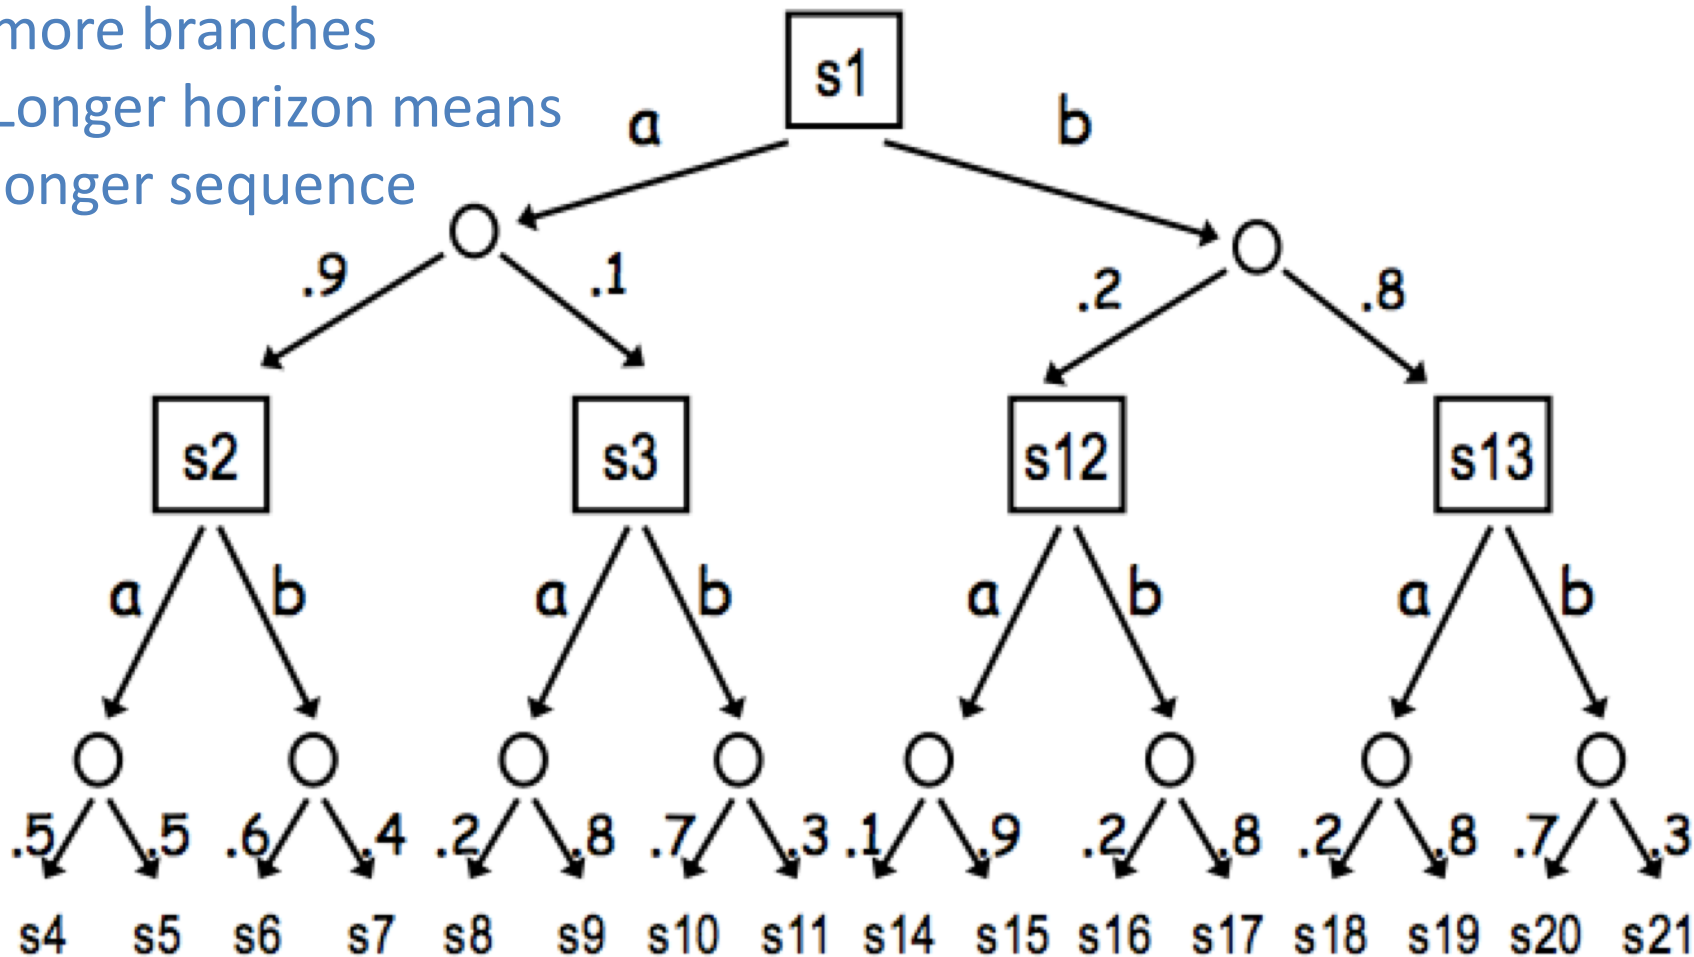 more branches
Longer horizon means
longer sequence
s1
a b
.9 .1 .2 .8
s2 s3 s12 s13
a b a b a b a b
.5 .5 .6 .4 .2 .8 .7 .3 .1 .9 .2 .8 .2 .8 .7 .3
s4 s5 s6 s7 s8 s9 s10 s11 s14 s15 s16 s17 s18 s19 s20 s21